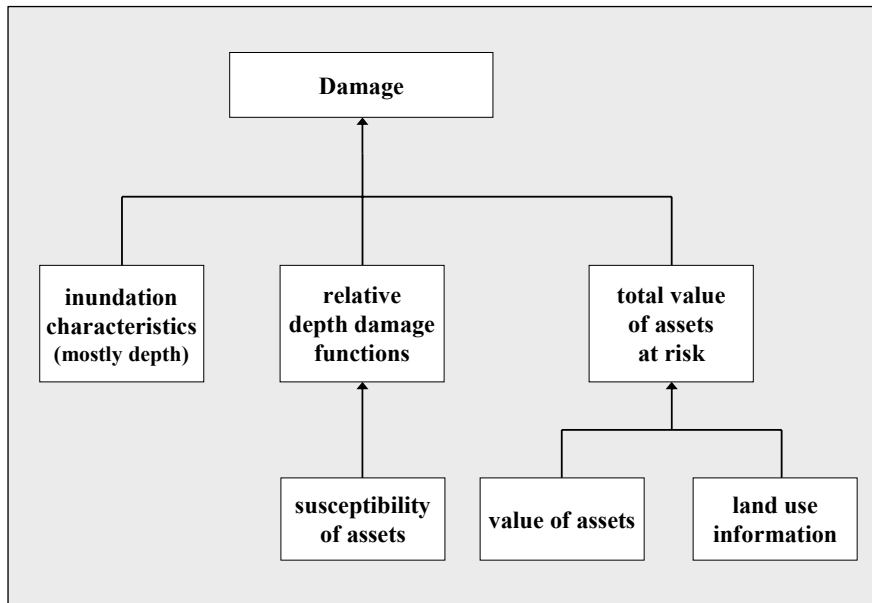 Damage
inundation
characteristics
(mostly depth)
relative
depth damage
functions
total value
of assets
at risk
susceptibility
of assets
value of assets
land use
information